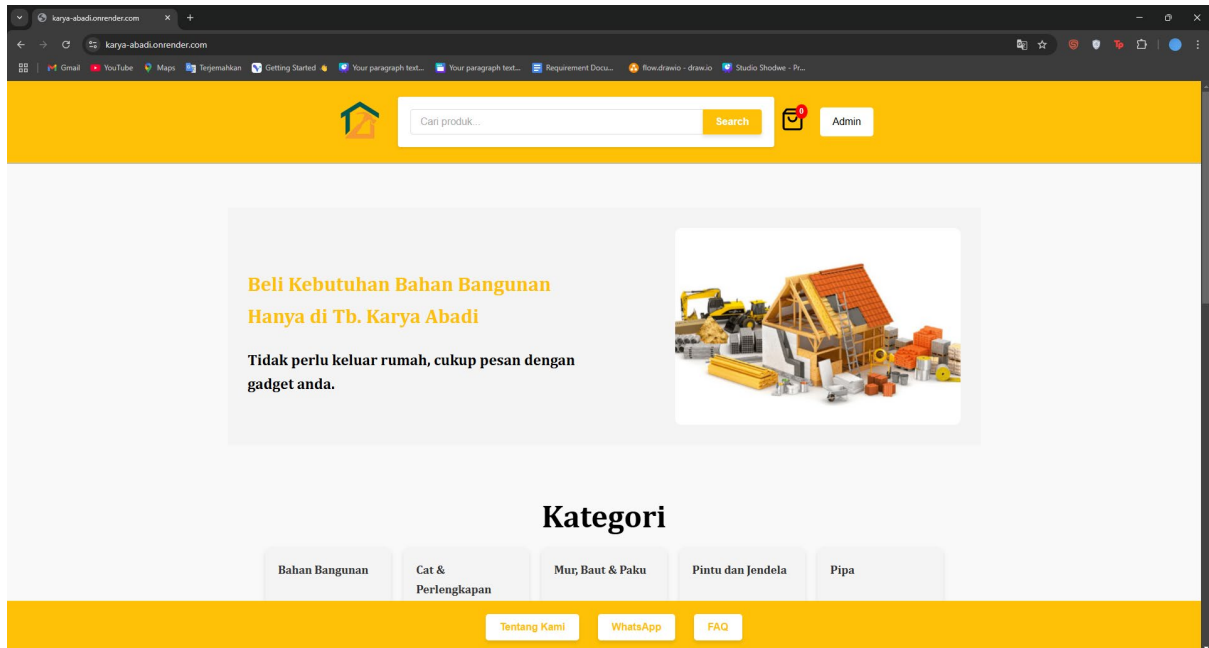 karya-abadi.onrender.com
karya-abadi.onrender.com
Gmail YouTube Maps Terjemahkan Getting Started Your paragraph text... Your paragraph text... Requirement Docu... flow.drawio - draw.io Studio Shodwe - Pr...
Cari produk... Search 0 Admin
Beli Kebutuhan Bahan Bangunan
Hanya di Tb. Karya Abadi
Tidak perlu keluar rumah, cukup pesan dengan
gadget anda.
Kategori
Bahan Bangunan Cat & Mur, Baut & Paku Pintu dan Jendela Pipa
Perlengkapan
Tentang Kami WhatsApp FAQ